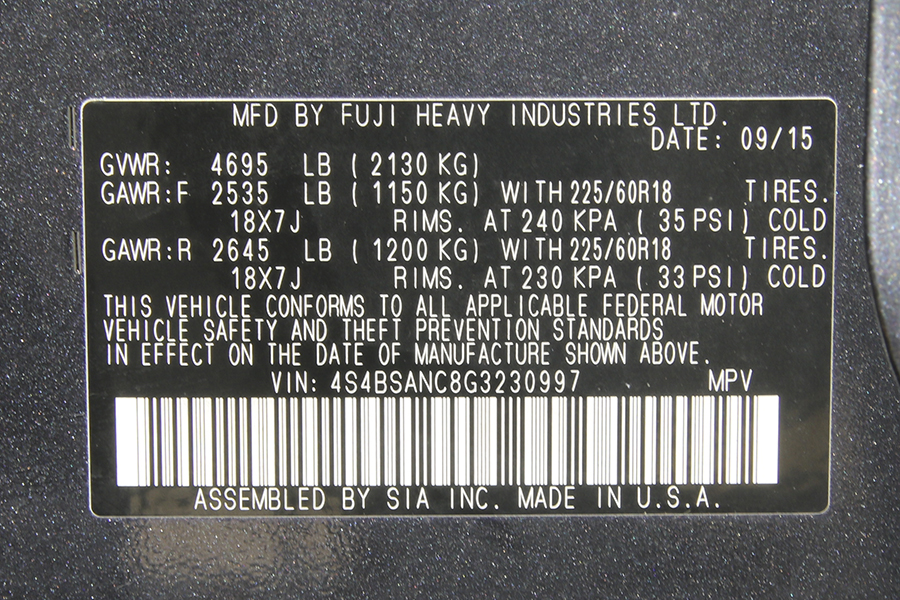 MFD BY FUJI HEAVY INDUSTRIES LTD.
DATE: 09/15
GVWR: 4695 LB ( 2130 KG)
GAWR:F 2535 LB ( 1150 KG) WITH 225/60R18 TIRES.
18X7J RIMS. AT 240 KPA ( 35 PSI) COLD
GAWR:R 2645 LB ( 1200 KG) WITH 225/60R18 TIRES.
18X7J RIMS. AT 230 KPA ( 33 PSI) COLD
THIS VEHICLE CONFORMS TO ALL APPLICABLE FEDERAL MOTOR
VEHICLE SAFETY AND THEFT PREVENTION STANDARDS
IN EFFECT ON THE DATE OF MANUFACTURE SHOWN ABOVE.
VIN: 4S4BSANC8G3230997 MPV
ASSEMBLED BY SIA INC. MADE IN U.S.A.